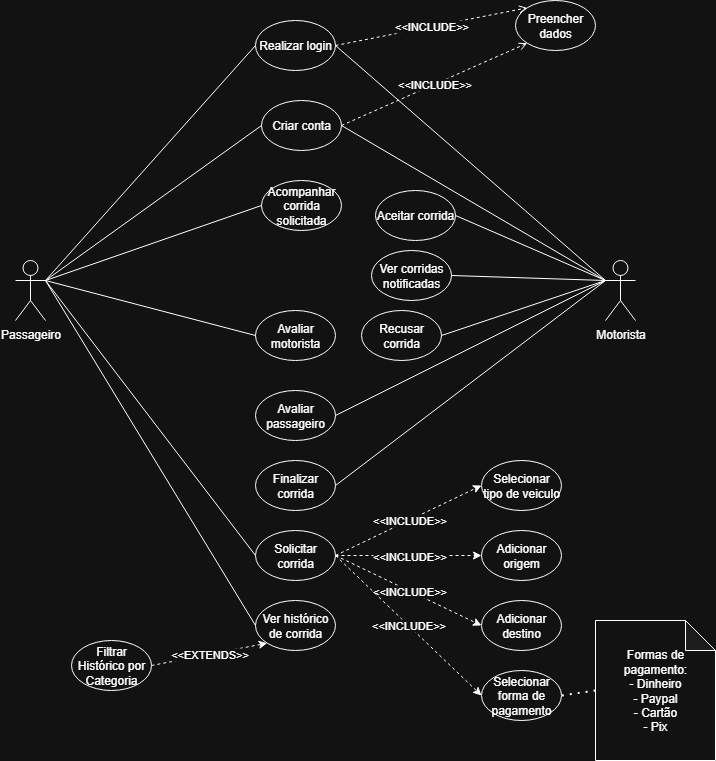 Preencher
dados
<<INCLUDE>>
Realizar login
<<INCLUDE>>
Criar conta
Acompanhar
corrida
solicitada
Aceitar corrida
Ver corridas
notificadas
Passageiro
Motorista
Avaliar
motorista
Recusar
corrida
Avaliar
passageiro
Finalizar
corrida
Selecionar
tipo de veiculo
<<INCLUDE>>
Solicitar
corrida
<<INCLUDE>>
Adicionar
origem
<<INCLUDE>>
Adicionar
destino
<<INCLUDE>>
Ver histórico
de corrida
Filtrar
Histórico por
Categoria
<<EXTENDS>>
Selecionar
forma de
pagamento
Formas de
pagamento:
- Dinheiro
- Paypal
- Cartão
- Pix